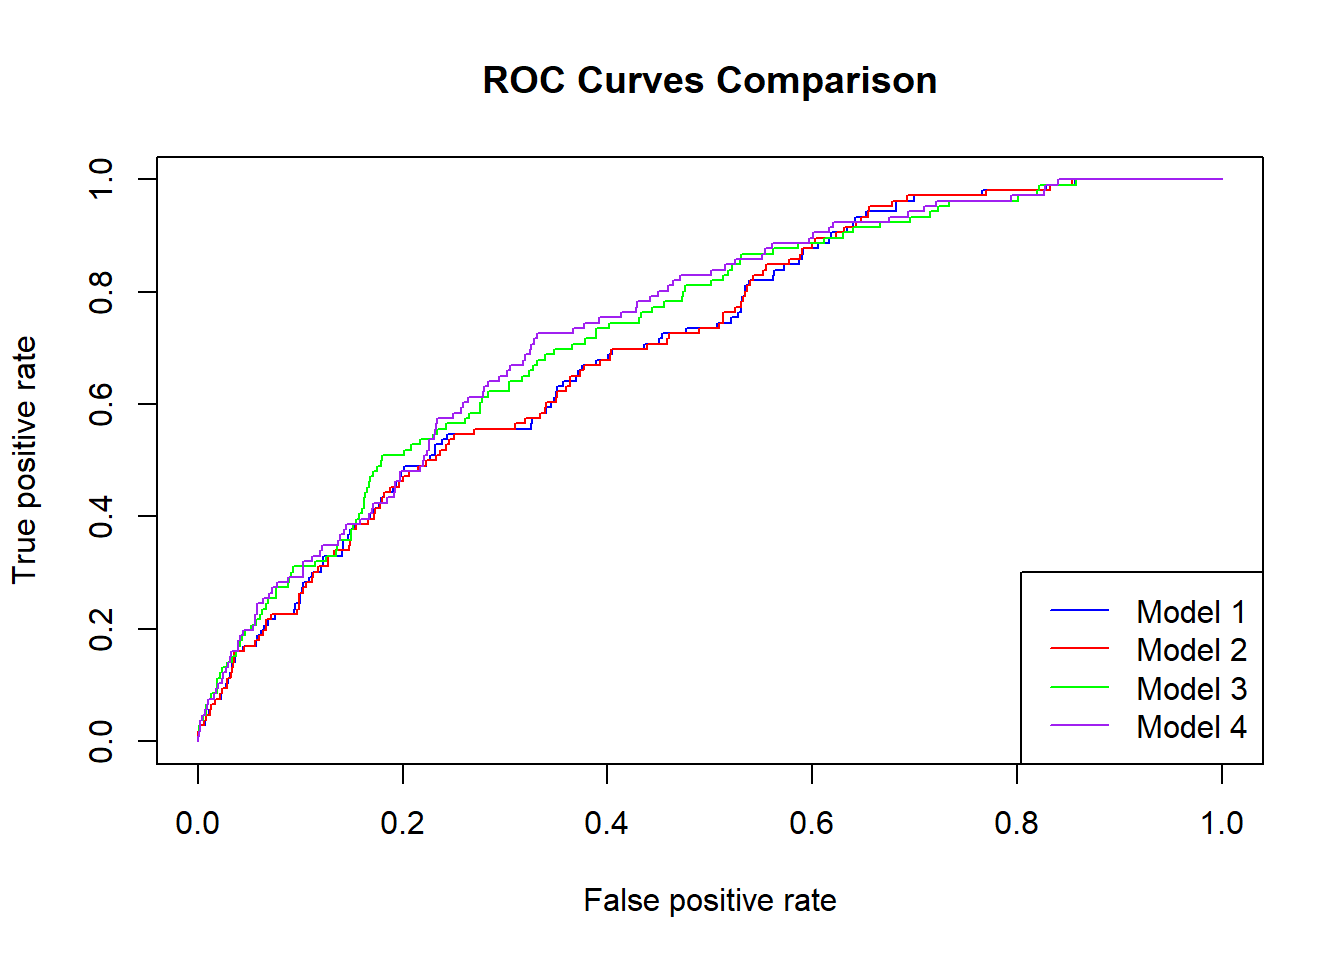 ROC Curves Comparison
True positive rate
1.0
0.8
0.6
0.4
0.2
0.0
Model 1
Model 2
Model 3
Model 4
0.0 0.2 0.4 0.6 0.8 1.0
False positive rate